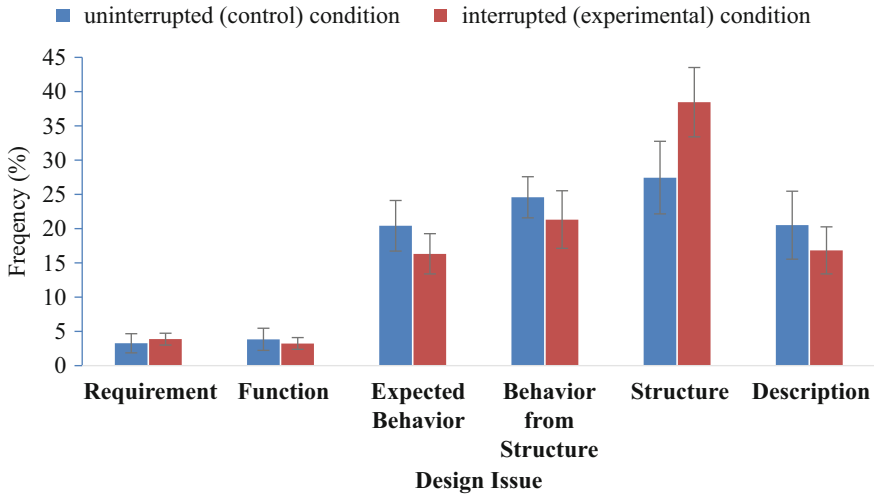 uninterrupted (control) condition
interrupted (experimental) condition
Freqency (%)
45
40
35
30
25
20
15
10
5
0
Requirement
Function
Expected
Behavior
Behavior
from
Structure
Structure
Description
Design Issue